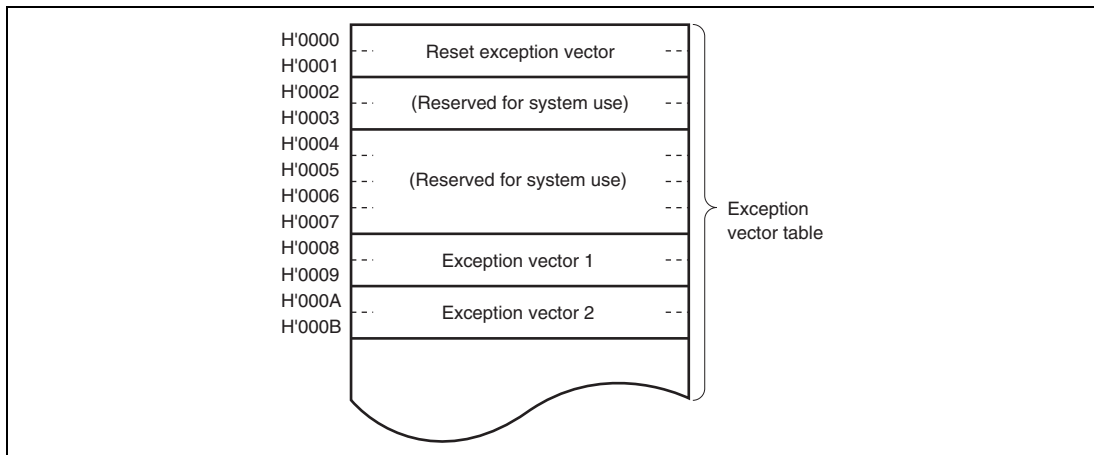 H'0000
H'0001
Reset exception vector
H'0002
H'0003
(Reserved for system use)
H'0004
H'0005
H'0006
H'0007
(Reserved for system use)
H'0008
H'0009
Exception vector 1
H'000A
H'000B
Exception vector 2
Exception
vector table